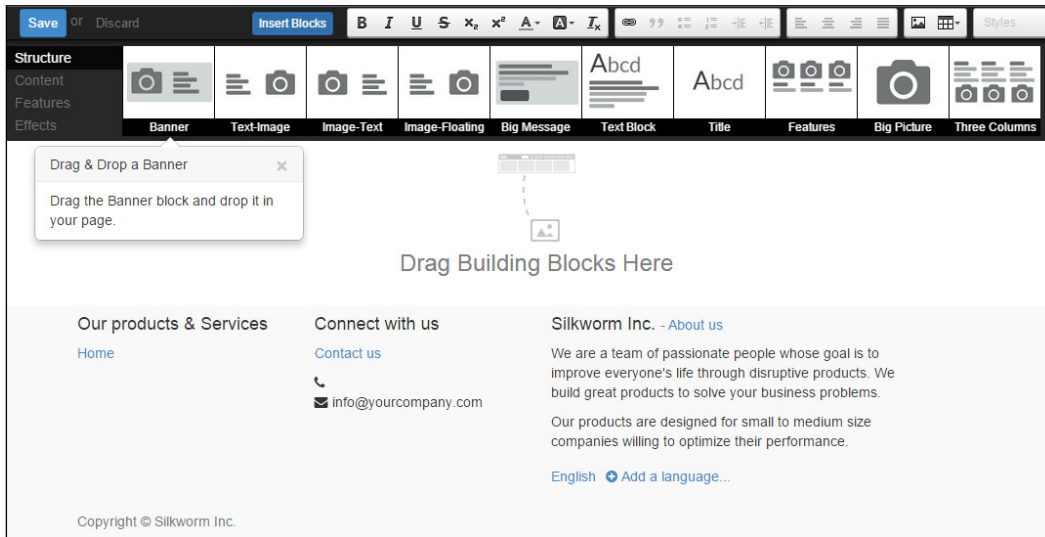 Save or Discard Insert Blocks B I U S x₂ x² A A Tx Styles
Structure
Content
Features
Effects
Abcd
Abcd
Banner Text-Image Image-Text Image-Floating Big Message Text Block Title Features Big Picture Three Columns
Drag & Drop a Banner ×
Drag the Banner block and drop it in
your page.
Drag Building Blocks Here
Our products & Services
Home
Connect with us
Contact us
info@yourcompany.com
Silkworm Inc. - About us
We are a team of passionate people whose goal is to
improve everyone's life through disruptive products. We
build great products to solve your business problems.
Our products are designed for small to medium size
companies willing to optimize their performance.
English Add a language...
Copyright © Silkworm Inc.